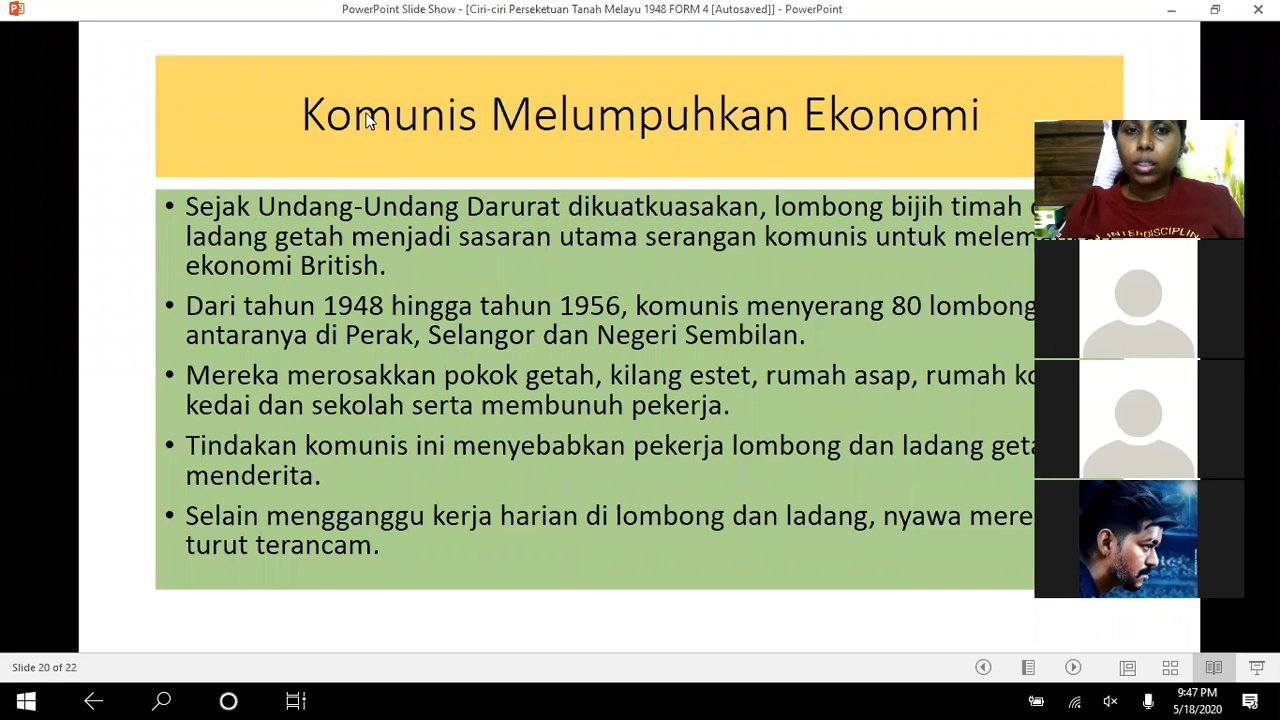 PowerPoint Slide Show - [Ciri-ciri Perseketuan Tanah Melayu 1948 FORM 4 [Autosaved]] - PowerPoint
Komunis Melumpuhkan Ekonomi
• Sejak Undang-Undang Darurat dikuatkuasakan, lombong bijih timah
ladang getah menjadi sasaran utama serangan komunis untuk
ekonomi British.
• Dari tahun 1948 hingga tahun 1956, komunis menyerang 80 lombong
antaranya di Perak, Selangor dan Negeri Sembilan.
• Mereka merosakkan pokok getah, kilang estet, rumah asap, rumah
kedai dan sekolah serta membunuh pekerja.
• Tindakan komunis ini menyebabkan pekerja lombong dan ladang
menderita.
• Selain mengganggu kerja harian di lombong dan ladang, nyawa
turut terancam.
INTERDISCIPLIN
Slide 20 of 22
9:47 PM
5/18/2020